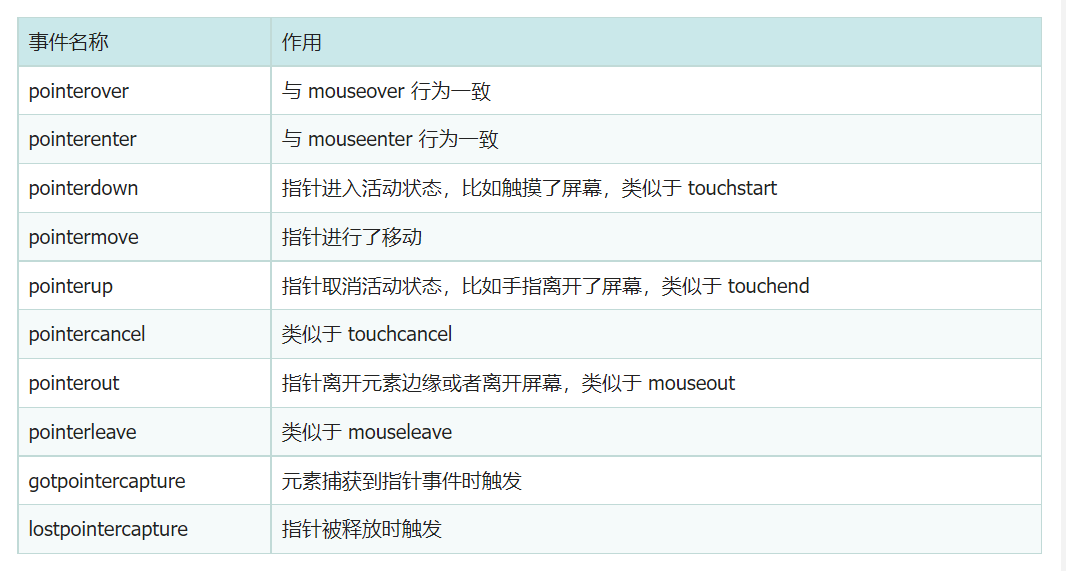 事件名称 作用
pointerover 与 mouseover 行为一致
pointerenter 与 mouseenter 行为一致
pointerdown 指针进入活动状态，比如触摸了屏幕，类似于 touchstart
pointermove 指针进行了移动
pointerup 指针取消活动状态，比如手指离开了屏幕，类似于 touchend
pointercancel 类似于 touchcancel
pointerout 指针离开元素边缘或者离开屏幕，类似于 mouseout
pointerleave 类似于 mouseleave
gotpointercapture 元素捕获到指针事件时触发
lostpointercapture 指针被释放时触发